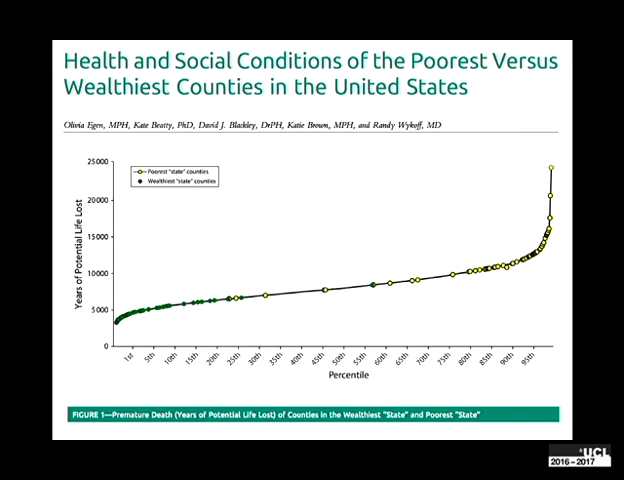 Health and Social Conditions of the Poorest Versus
Wealthiest Counties in the United States
Olivia Egen, MPH, Kate Beatty, PhD, David J. Blackley, DrPH, Katie Brown, MPH, and Randy Wykoff, MD
25000
20000
15000
10000
5000
0
Years of Potential Life Lost
Poorest "state" counties
Wealthiest "state" counties
1st 5th 10th 15th 20th 25th 30th 35th 40th 45th 50th 55th 60th 65th 70th 75th 80th 85th 90th 95th
Percentile
FIGURE 1—Premature Death (Years of Potential Life Lost) of Counties in the Wealthiest "State" and Poorest "State"
UCL
2016–2017